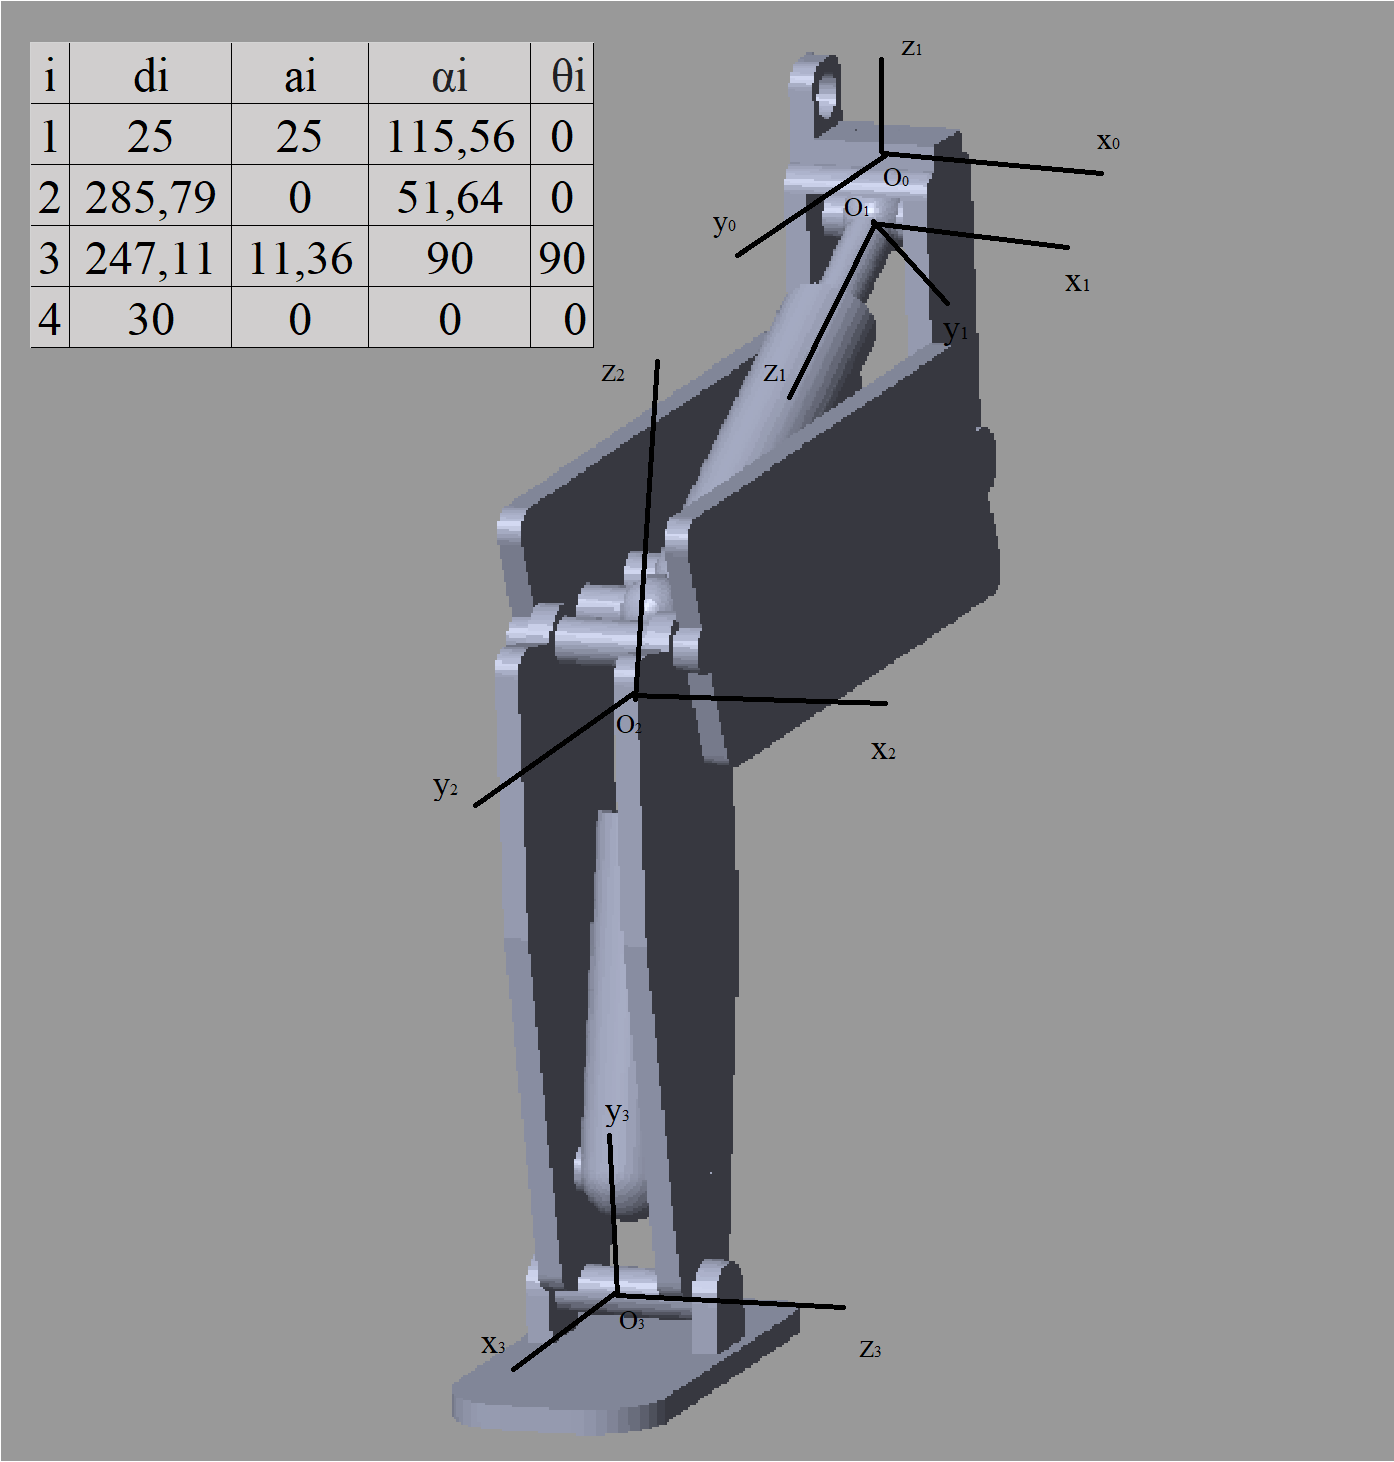 i di ai αi θi
1 25 25 115,56 0
2 285,79 0 51,64 0
3 247,11 11,36 90 90
4 30 0 0 0
z₁
x₀
O₀
y₀
O₁
x₁
y₁
z₁
z₂
O₂
x₂
y₂
y₃
O₃
x₃
z₃